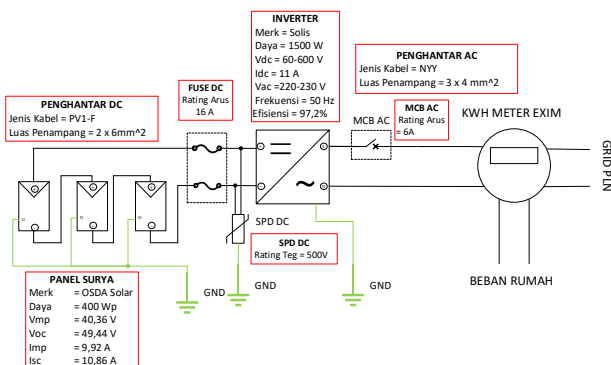 INVERTER
Merk = Solis
Daya = 1500 W
Vdc = 60-600 V
Idc = 11 A
Vac =220-230 V
Frekuensi = 50 Hz
Efisiensi = 97,2%
PENGHANTAR AC
Jenis Kabel = NYY
Luas Penampang = 3 x 4 mm^2
FUSE DC
Rating Arus
16 A
PENGHANTAR DC
Jenis Kabel = PV1-F
Luas Penampang = 2 x 6mm^2
MCB AC
MCB AC
Rating Arus
= 6A
KWH METER EXIM
GRID PLN
SPD DC
SPD DC
Rating Teg = 500V
BEBAN RUMAH
GND
GND
GND
PANEL SURYA
Merk = OSDA Solar
Daya = 400 Wp
Vmp = 40,36 V
Voc = 49,44 V
Imp = 9,92 A
Isc = 10,86 A